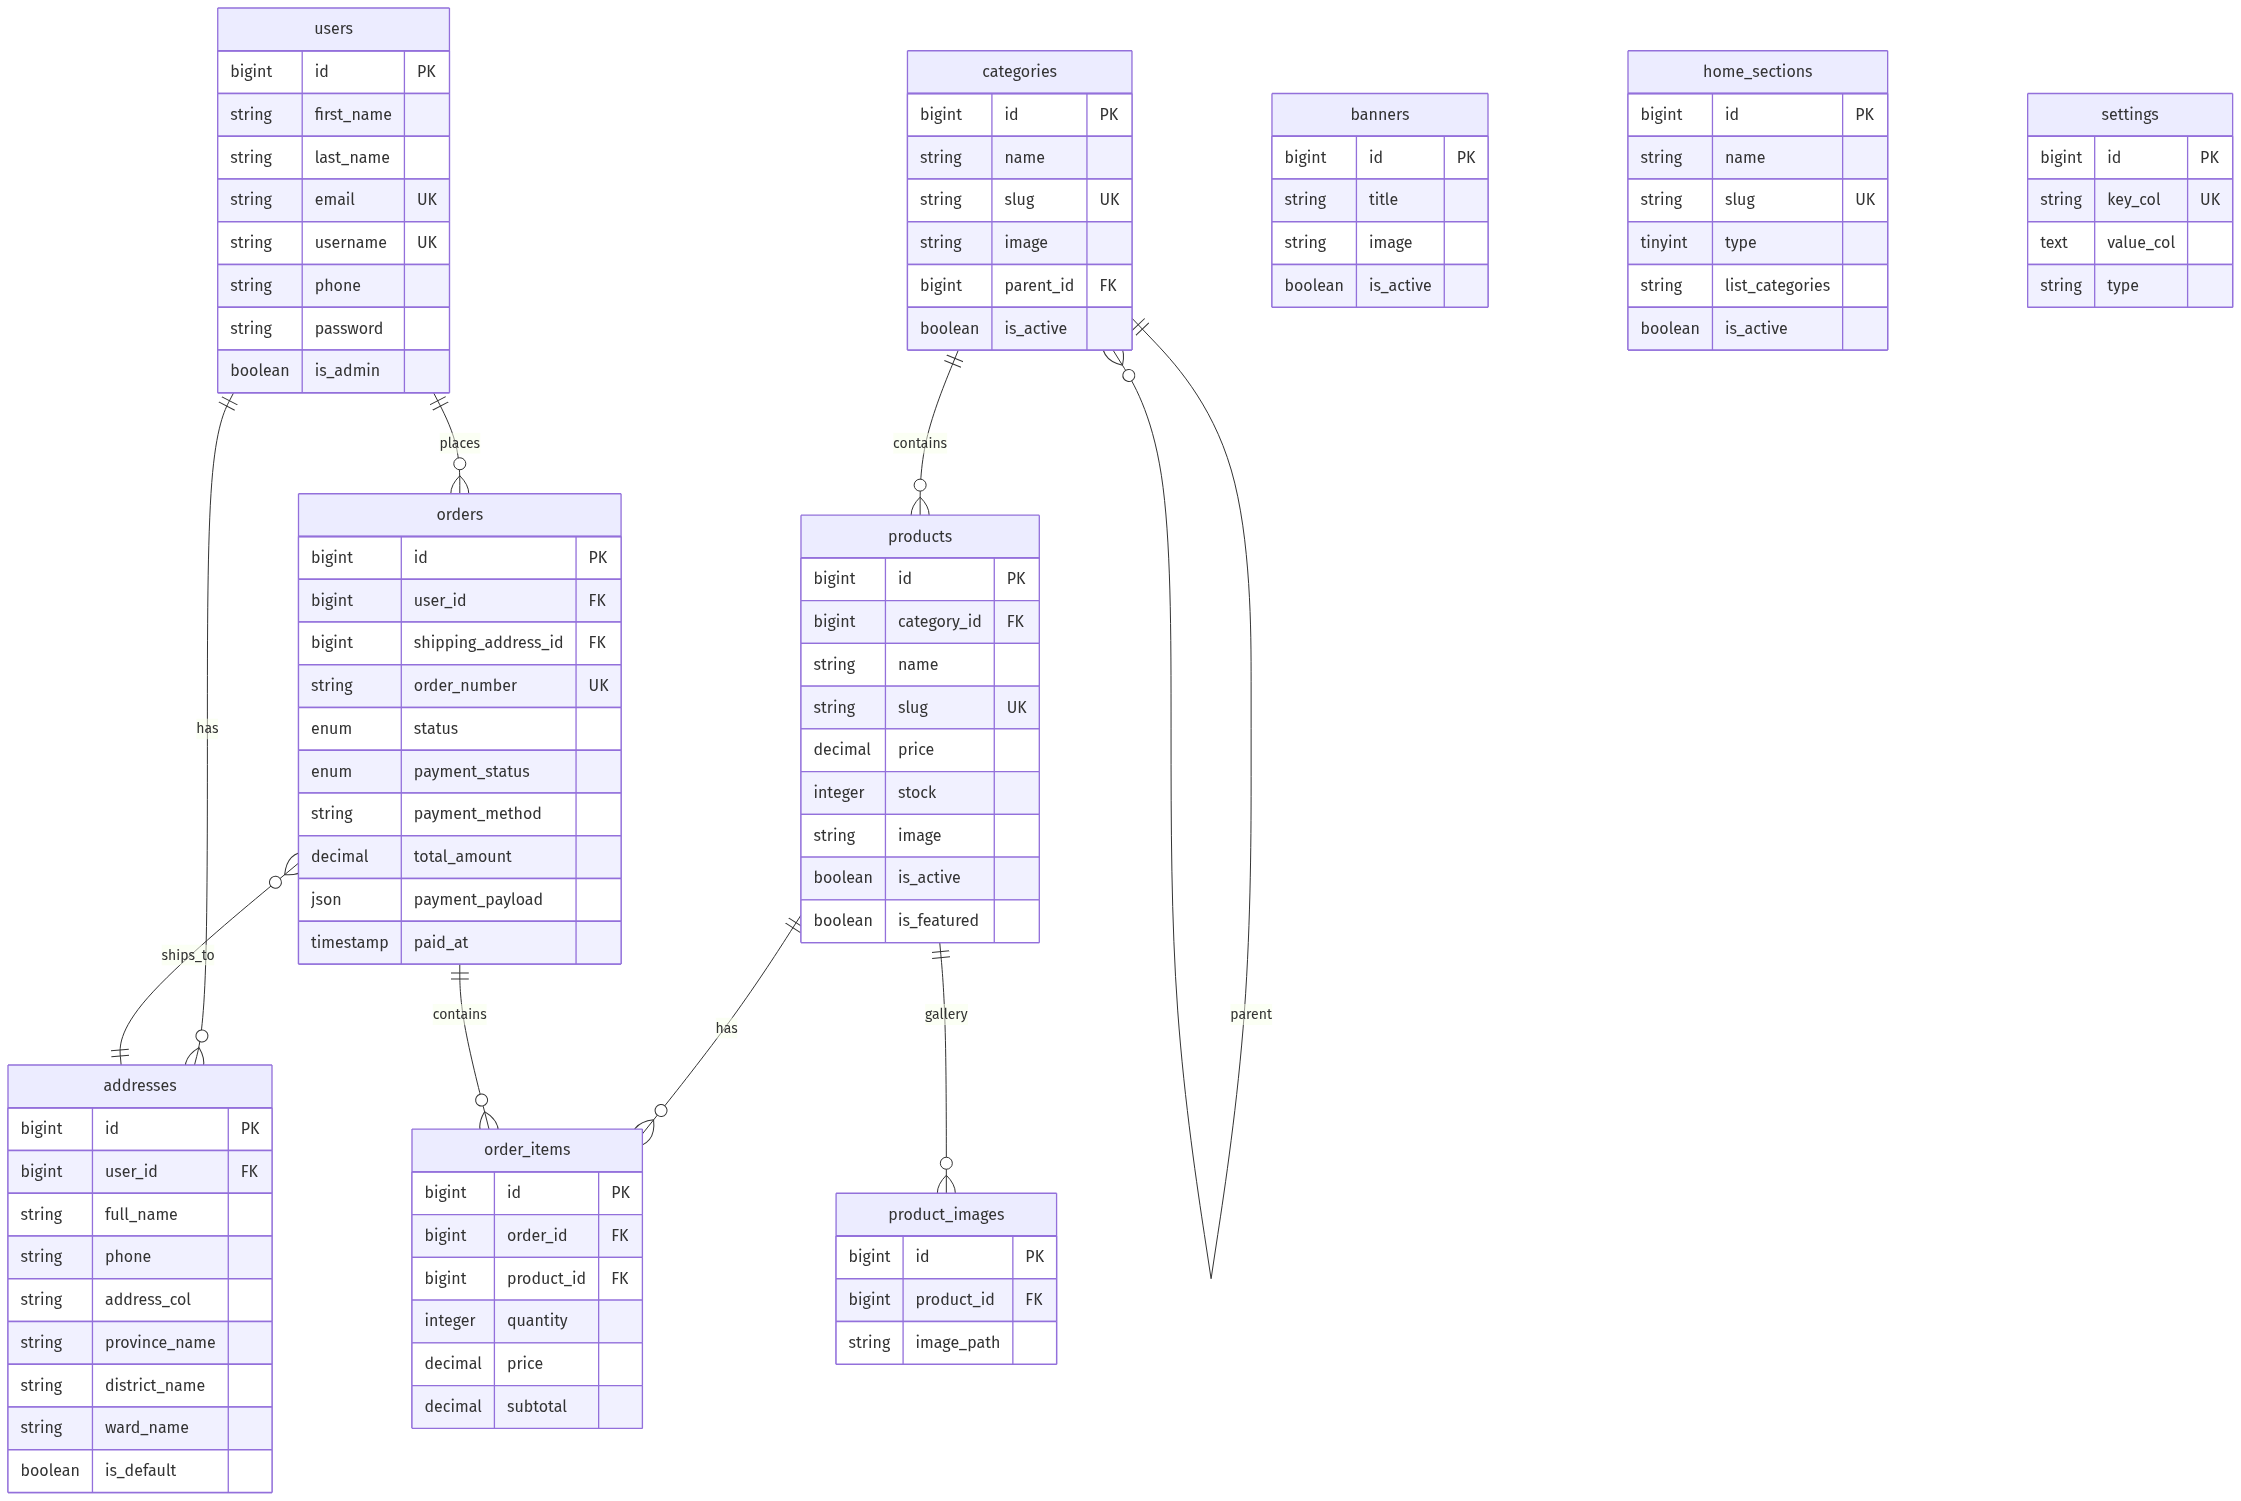 users
bigint id PK
string first_name
string last_name
string email UK
string username UK
string phone
string password
boolean is_admin
categories
bigint id PK
string name
string slug UK
string image
bigint parent_id FK
boolean is_active
banners
bigint id PK
string title
string image
boolean is_active
home_sections
bigint id PK
string name
string slug UK
tinyint type
string list_categories
boolean is_active
settings
bigint id PK
string key_col UK
text value_col
string type
places
contains
orders
bigint id PK
bigint user_id FK
bigint shipping_address_id FK
string order_number UK
enum status
enum payment_status
string payment_method
decimal total_amount
json payment_payload
timestamp paid_at
products
bigint id PK
bigint category_id FK
string name
string slug UK
decimal price
integer stock
string image
boolean is_active
boolean is_featured
has
ships_to
contains
has
gallery
parent
addresses
bigint id PK
bigint user_id FK
string full_name
string phone
string address_col
string province_name
string district_name
string ward_name
boolean is_default
order_items
bigint id PK
bigint order_id FK
bigint product_id FK
integer quantity
decimal price
decimal subtotal
product_images
bigint id PK
bigint product_id FK
string image_path